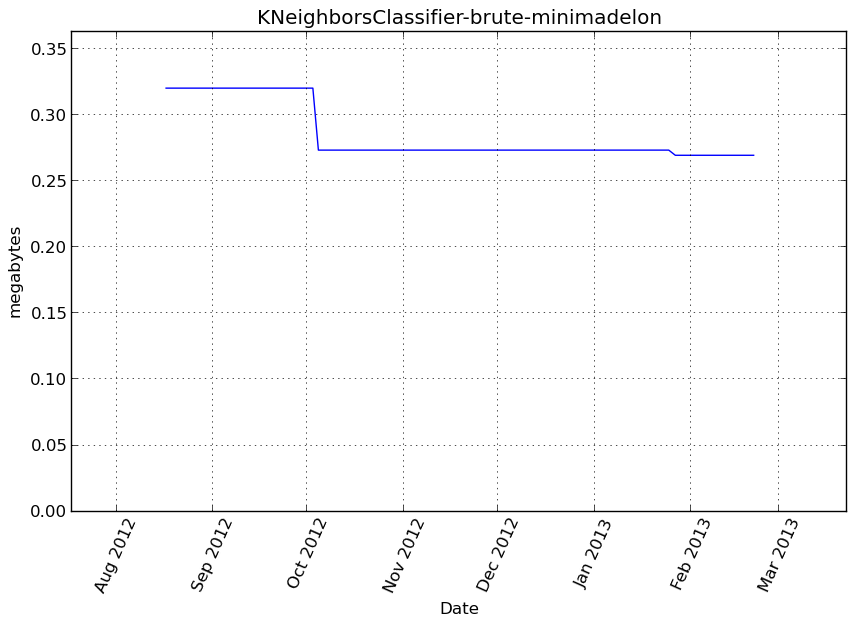 KNeighborsClassifier-brute-minimadelon
0.35
0.30
0.25
0.20
0.15
0.10
0.05
0.00
megabytes
Aug 2012
Sep 2012
Oct 2012
Nov 2012
Dec 2012
Jan 2013
Feb 2013
Mar 2013
Date